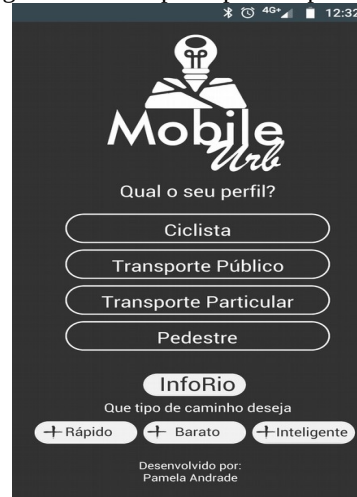 4G+ 12:32
Mobile
Urb
Qual o seu perfil?
Ciclista
Transporte Público
Transporte Particular
Pedestre
InfoRio
Que tipo de caminho deseja
+Rápido + Barato +Inteligente
Desenvolvido por:
Pamela Andrade